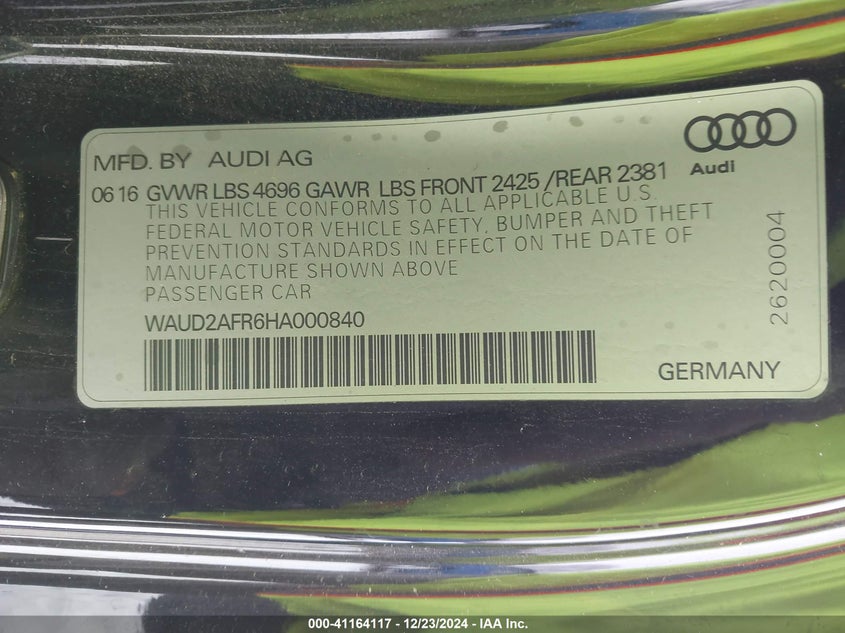 MFD. BY AUDI AG
Audi
06 16 GVWR LBS 4696 GAWR LBS FRONT 2425 /REAR 2381
THIS VEHICLE CONFORMS TO ALL APPLICABLE U.S.
FEDERAL MOTOR VEHICLE SAFETY, BUMPER AND THEFT
PREVENTION STANDARDS IN EFFECT ON THE DATE OF
MANUFACTURE SHOWN ABOVE
PASSENGER CAR
WAUD2AFR6HA000840
GERMANY
2620004
000-41164117 - 12/23/2024 - IAA Inc.